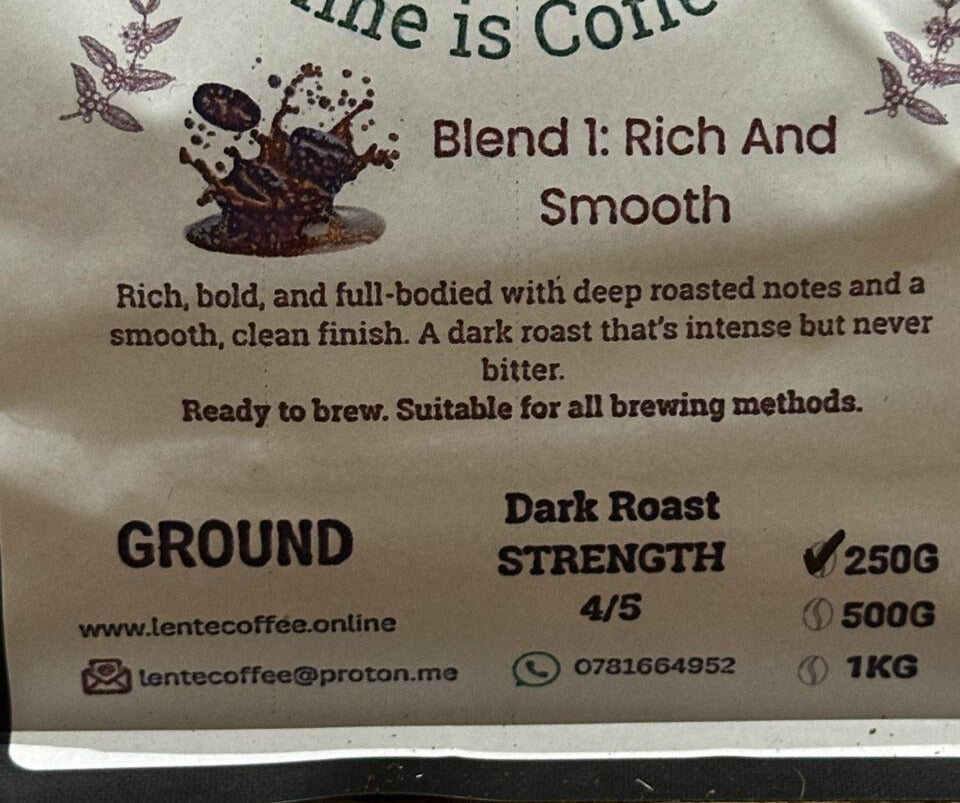 is
Blend 1: Rich And
Smooth
Rich, bold, and full-bodied with deep roasted notes and a
smooth, clean finish. A dark roast that's intense but never
bitter.
Ready to brew. Suitable for all brewing methods.
GROUND
Dark Roast
STRENGTH
4/5
250G
500G
1KG
www.lentecoffee.online
lentecoffee@proton.me
0781664952